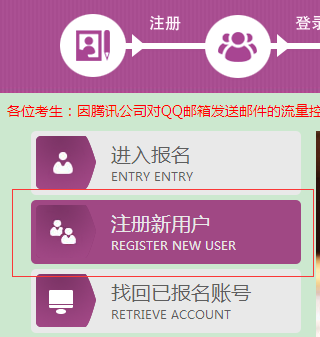 注册
登录
各位考生：因腾讯公司对QQ邮箱发送邮件的流量控
进入报名
ENTRY ENTRY
注册新用户
REGISTER NEW USER
找回已报名账号
RETRIEVE ACCOUNT